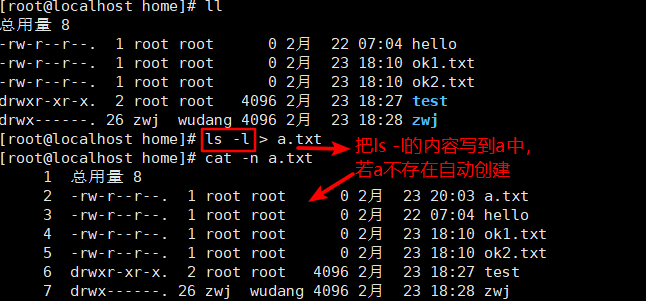 [root@localhost home]# ll
总用量 8
-rw-r--r--. 1 root root 0 2月 22 07:04 hello
-rw-r--r--. 1 root root 0 2月 23 18:10 ok1.txt
-rw-r--r--. 1 root root 0 2月 23 18:10 ok2.txt
drwxr-xr-x. 2 root root 4096 2月 23 18:27 test
drwx------. 26 zwj wudang 4096 2月 23 18:28 zwj
[root@localhost home]# ls -l > a.txt
[root@localhost home]# cat -n a.txt
把ls -l的内容写到a中，
若a不存在自动创建
1 总用量 8
2 -rw-r--r--. 1 root root 0 2月 23 20:03 a.txt
3 -rw-r--r--. 1 root root 0 2月 22 07:04 hello
4 -rw-r--r--. 1 root root 0 2月 23 18:10 ok1.txt
5 -rw-r--r--. 1 root root 0 2月 23 18:10 ok2.txt
6 drwxr-xr-x. 2 root root 4096 2月 23 18:27 test
7 drwx------. 26 zwj wudang 4096 2月 23 18:28 zwj